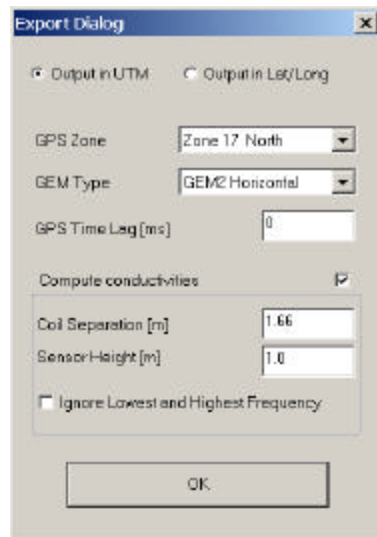 Export Dialog
Output in UTM Output in Lat/Long
GPS Zone Zone 17 North
GEM Type GEM2 Horizontal
GPS Time Lag [ms] 0
Compute conductivities
Coil Separation [m] 1.66
Sensor Height [m] 1.0
Ignore Lowest and Highest Frequency
OK